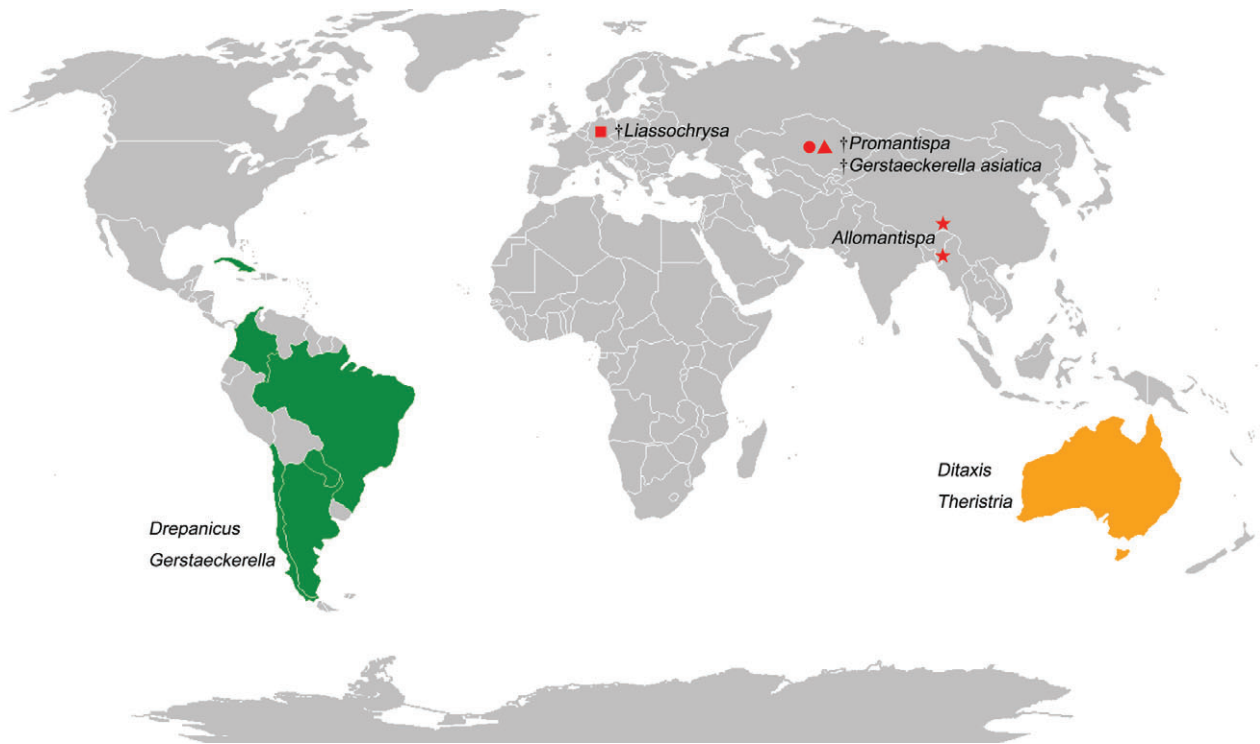 †Liassochrysa
†Promantispa
†Gerstaeckerella asiatica
Allomantispa
Ditaxis
Theristria
Drepanicus
Gerstaeckerella